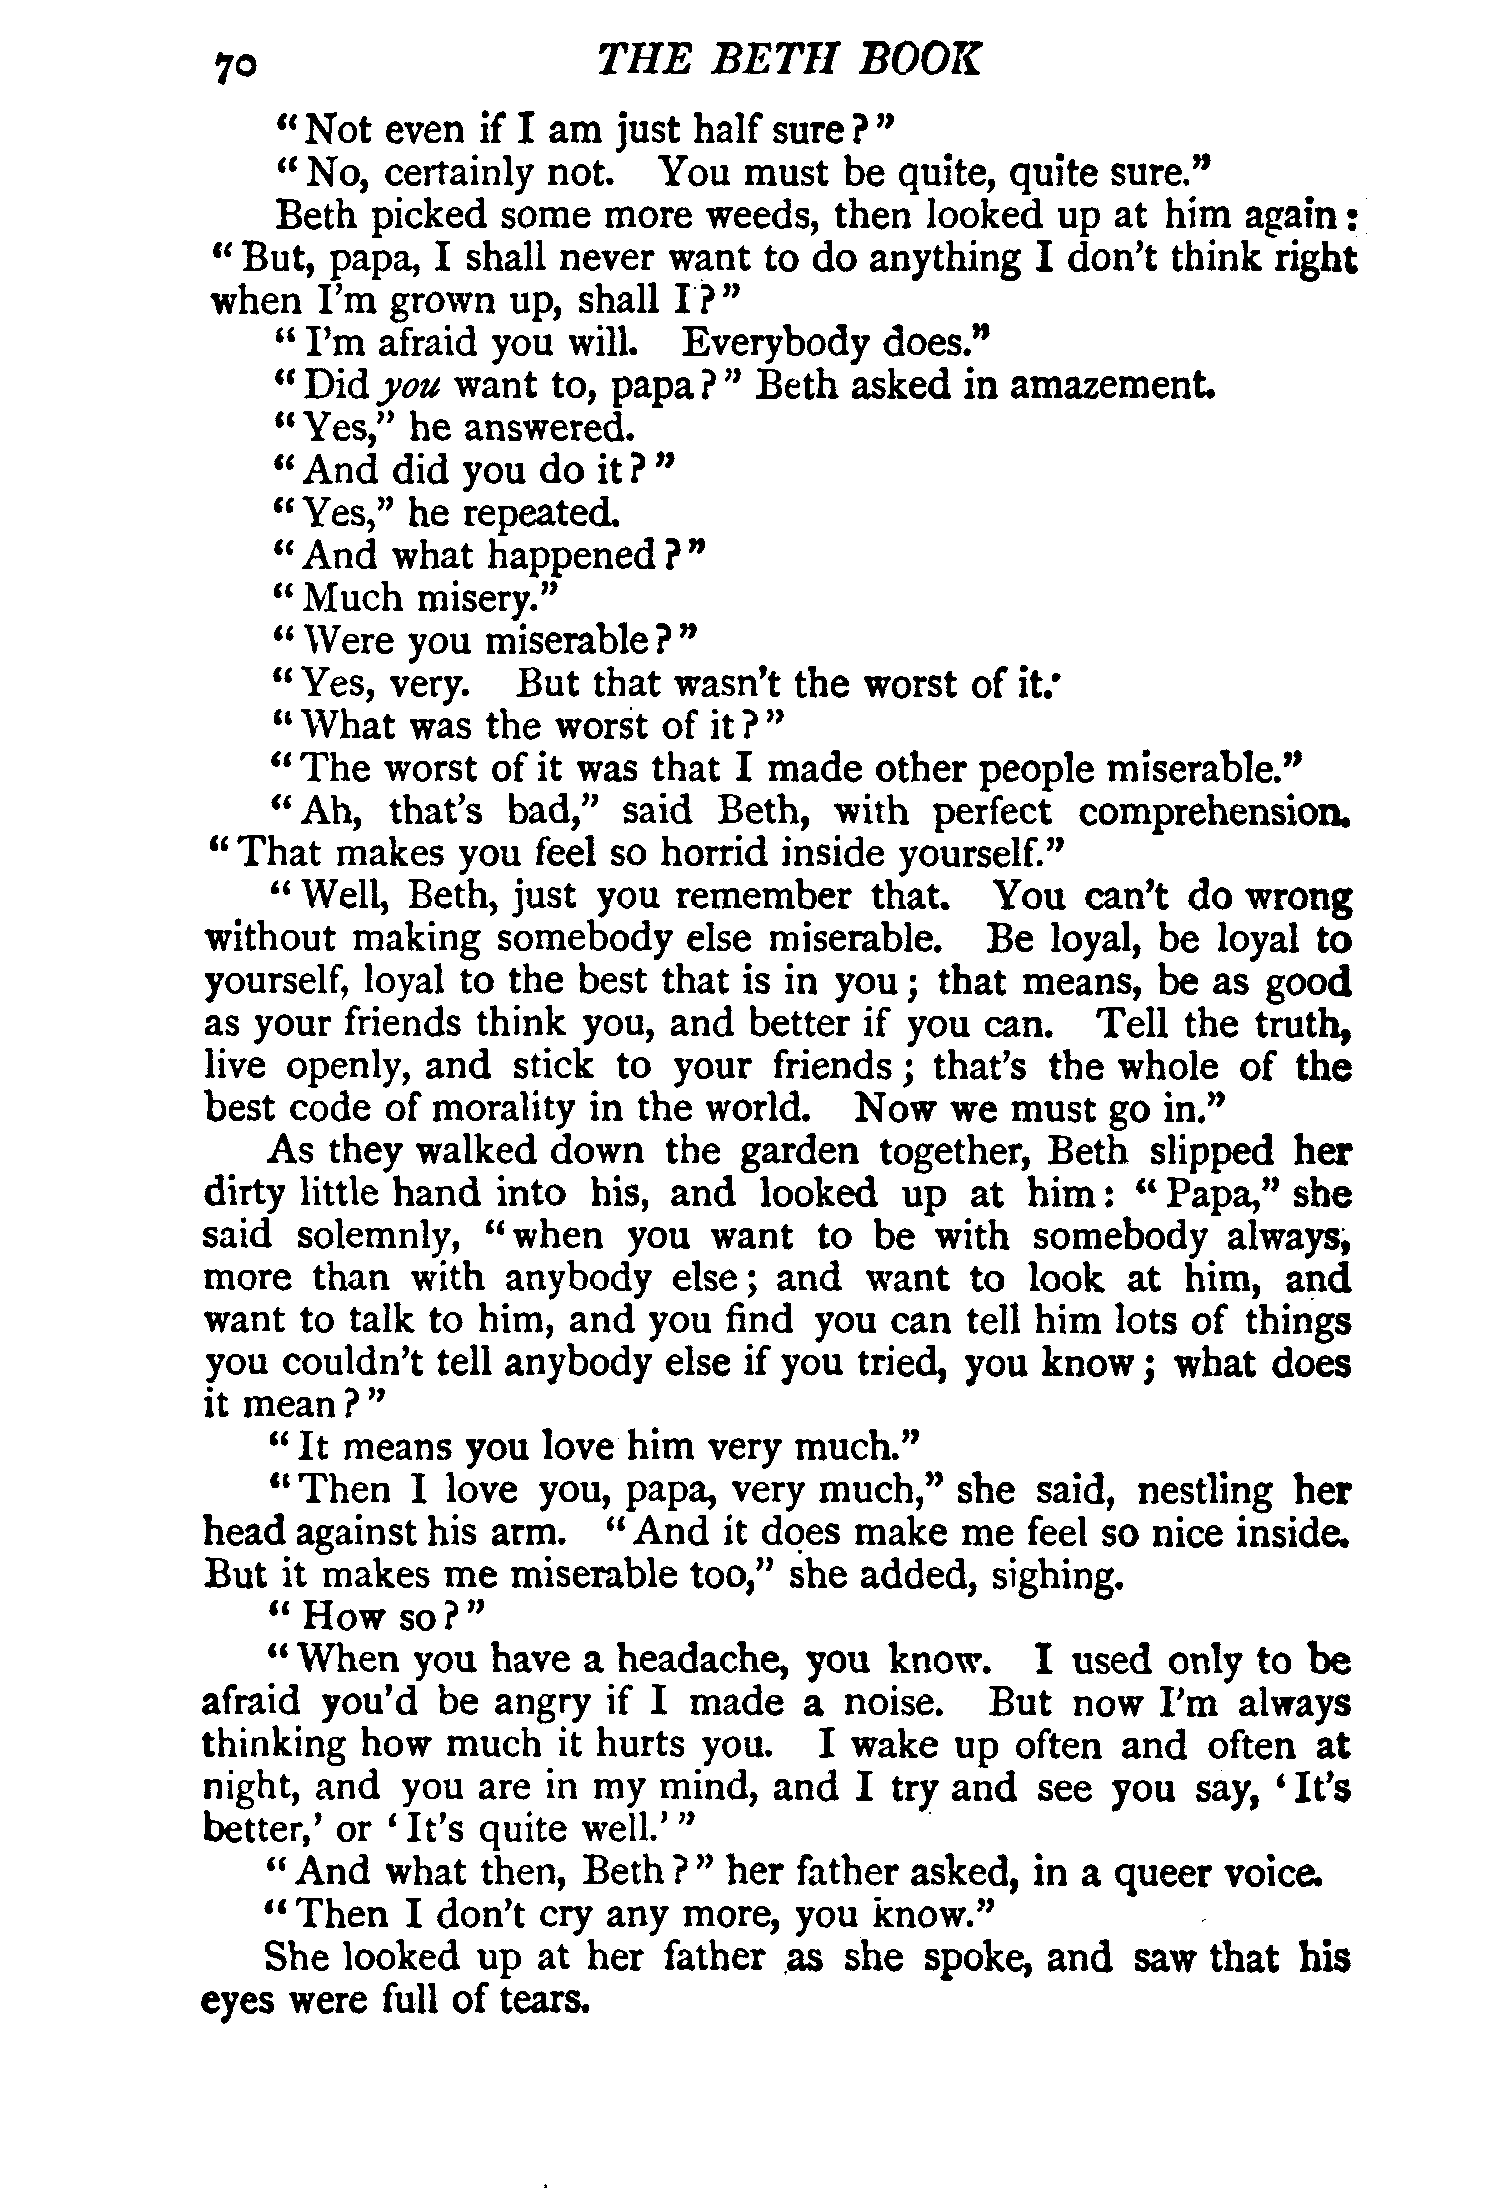 70 THE BETH BOOK
"Not even if I am just half sure?"
"No, certainly not. You must be quite, quite sure."
Beth picked some more weeds, then looked up at him again:
"But, papa, I shall never want to do anything I don't think right
when I'm grown up, shall I?"
"I'm afraid you will. Everybody does."
"Did you want to, papa?" Beth asked in amazement.
"Yes," he answered.
"And did you do it?"
"Yes," he repeated.
"And what happened?"
"Much misery."
"Were you miserable?"
"Yes, very. But that wasn't the worst of it.'
"What was the worst of it?"
"The worst of it was that I made other people miserable."
"Ah, that's bad," said Beth, with perfect comprehension.
"That makes you feel so horrid inside yourself."
"Well, Beth, just you remember that. You can't do wrong
without making somebody else miserable. Be loyal, be loyal to
yourself, loyal to the best that is in you; that means, be as good
as your friends think you, and better if you can. Tell the truth,
live openly, and stick to your friends; that's the whole of the
best code of morality in the world. Now we must go in."
As they walked down the garden together, Beth slipped her
dirty little hand into his, and looked up at him: "Papa," she
said solemnly, "when you want to be with somebody always,
more than with anybody else; and want to look at him, and
want to talk to him, and you find you can tell him lots of things
you couldn't tell anybody else if you tried, you know; what does
it mean?"
"It means you love him very much."
"Then I love you, papa, very much," she said, nestling her
head against his arm. "And it does make me feel so nice inside.
But it makes me miserable too," she added, sighing.
"How so?"
"When you have a headache, you know. I used only to be
afraid you'd be angry if I made a noise. But now I'm always
thinking how much it hurts you. I wake up often and often at
night, and you are in my mind, and I try and see you say, 'It's
better,' or 'It's quite well.'"
"And what then, Beth?" her father asked, in a queer voice.
"Then I don't cry any more, you know."
She looked up at her father as she spoke, and saw that his
eyes were full of tears.